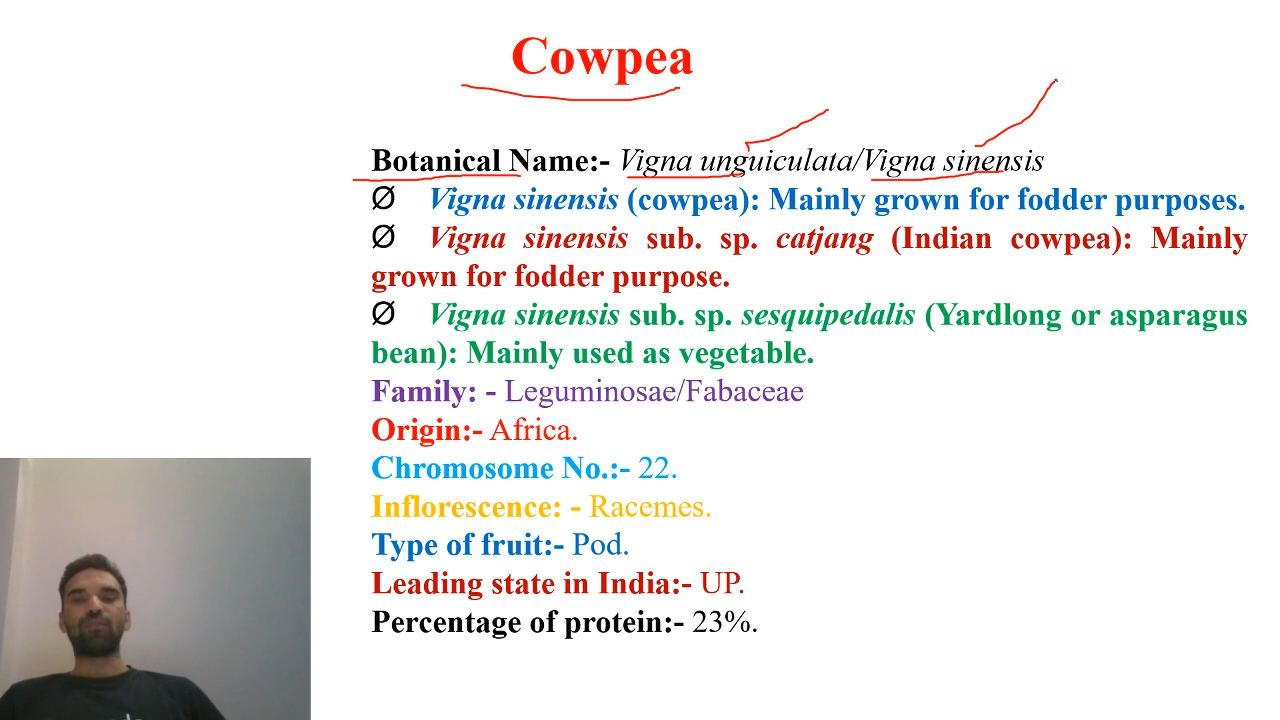 Cowpea
Botanical Name:- Vigna unguiculata/Vigna sinensis
Ø Vigna sinensis (cowpea): Mainly grown for fodder purposes.
Ø Vigna sinensis sub. sp. catjang (Indian cowpea): Mainly
grown for fodder purpose.
Ø Vigna sinensis sub. sp. sesquipedalis (Yardlong or asparagus
bean): Mainly used as vegetable.
Family: - Leguminosae/Fabaceae
Origin:- Africa.
Chromosome No.:- 22.
Inflorescence: - Racemes.
Type of fruit:- Pod.
Leading state in India:- UP.
Percentage of protein:- 23%.